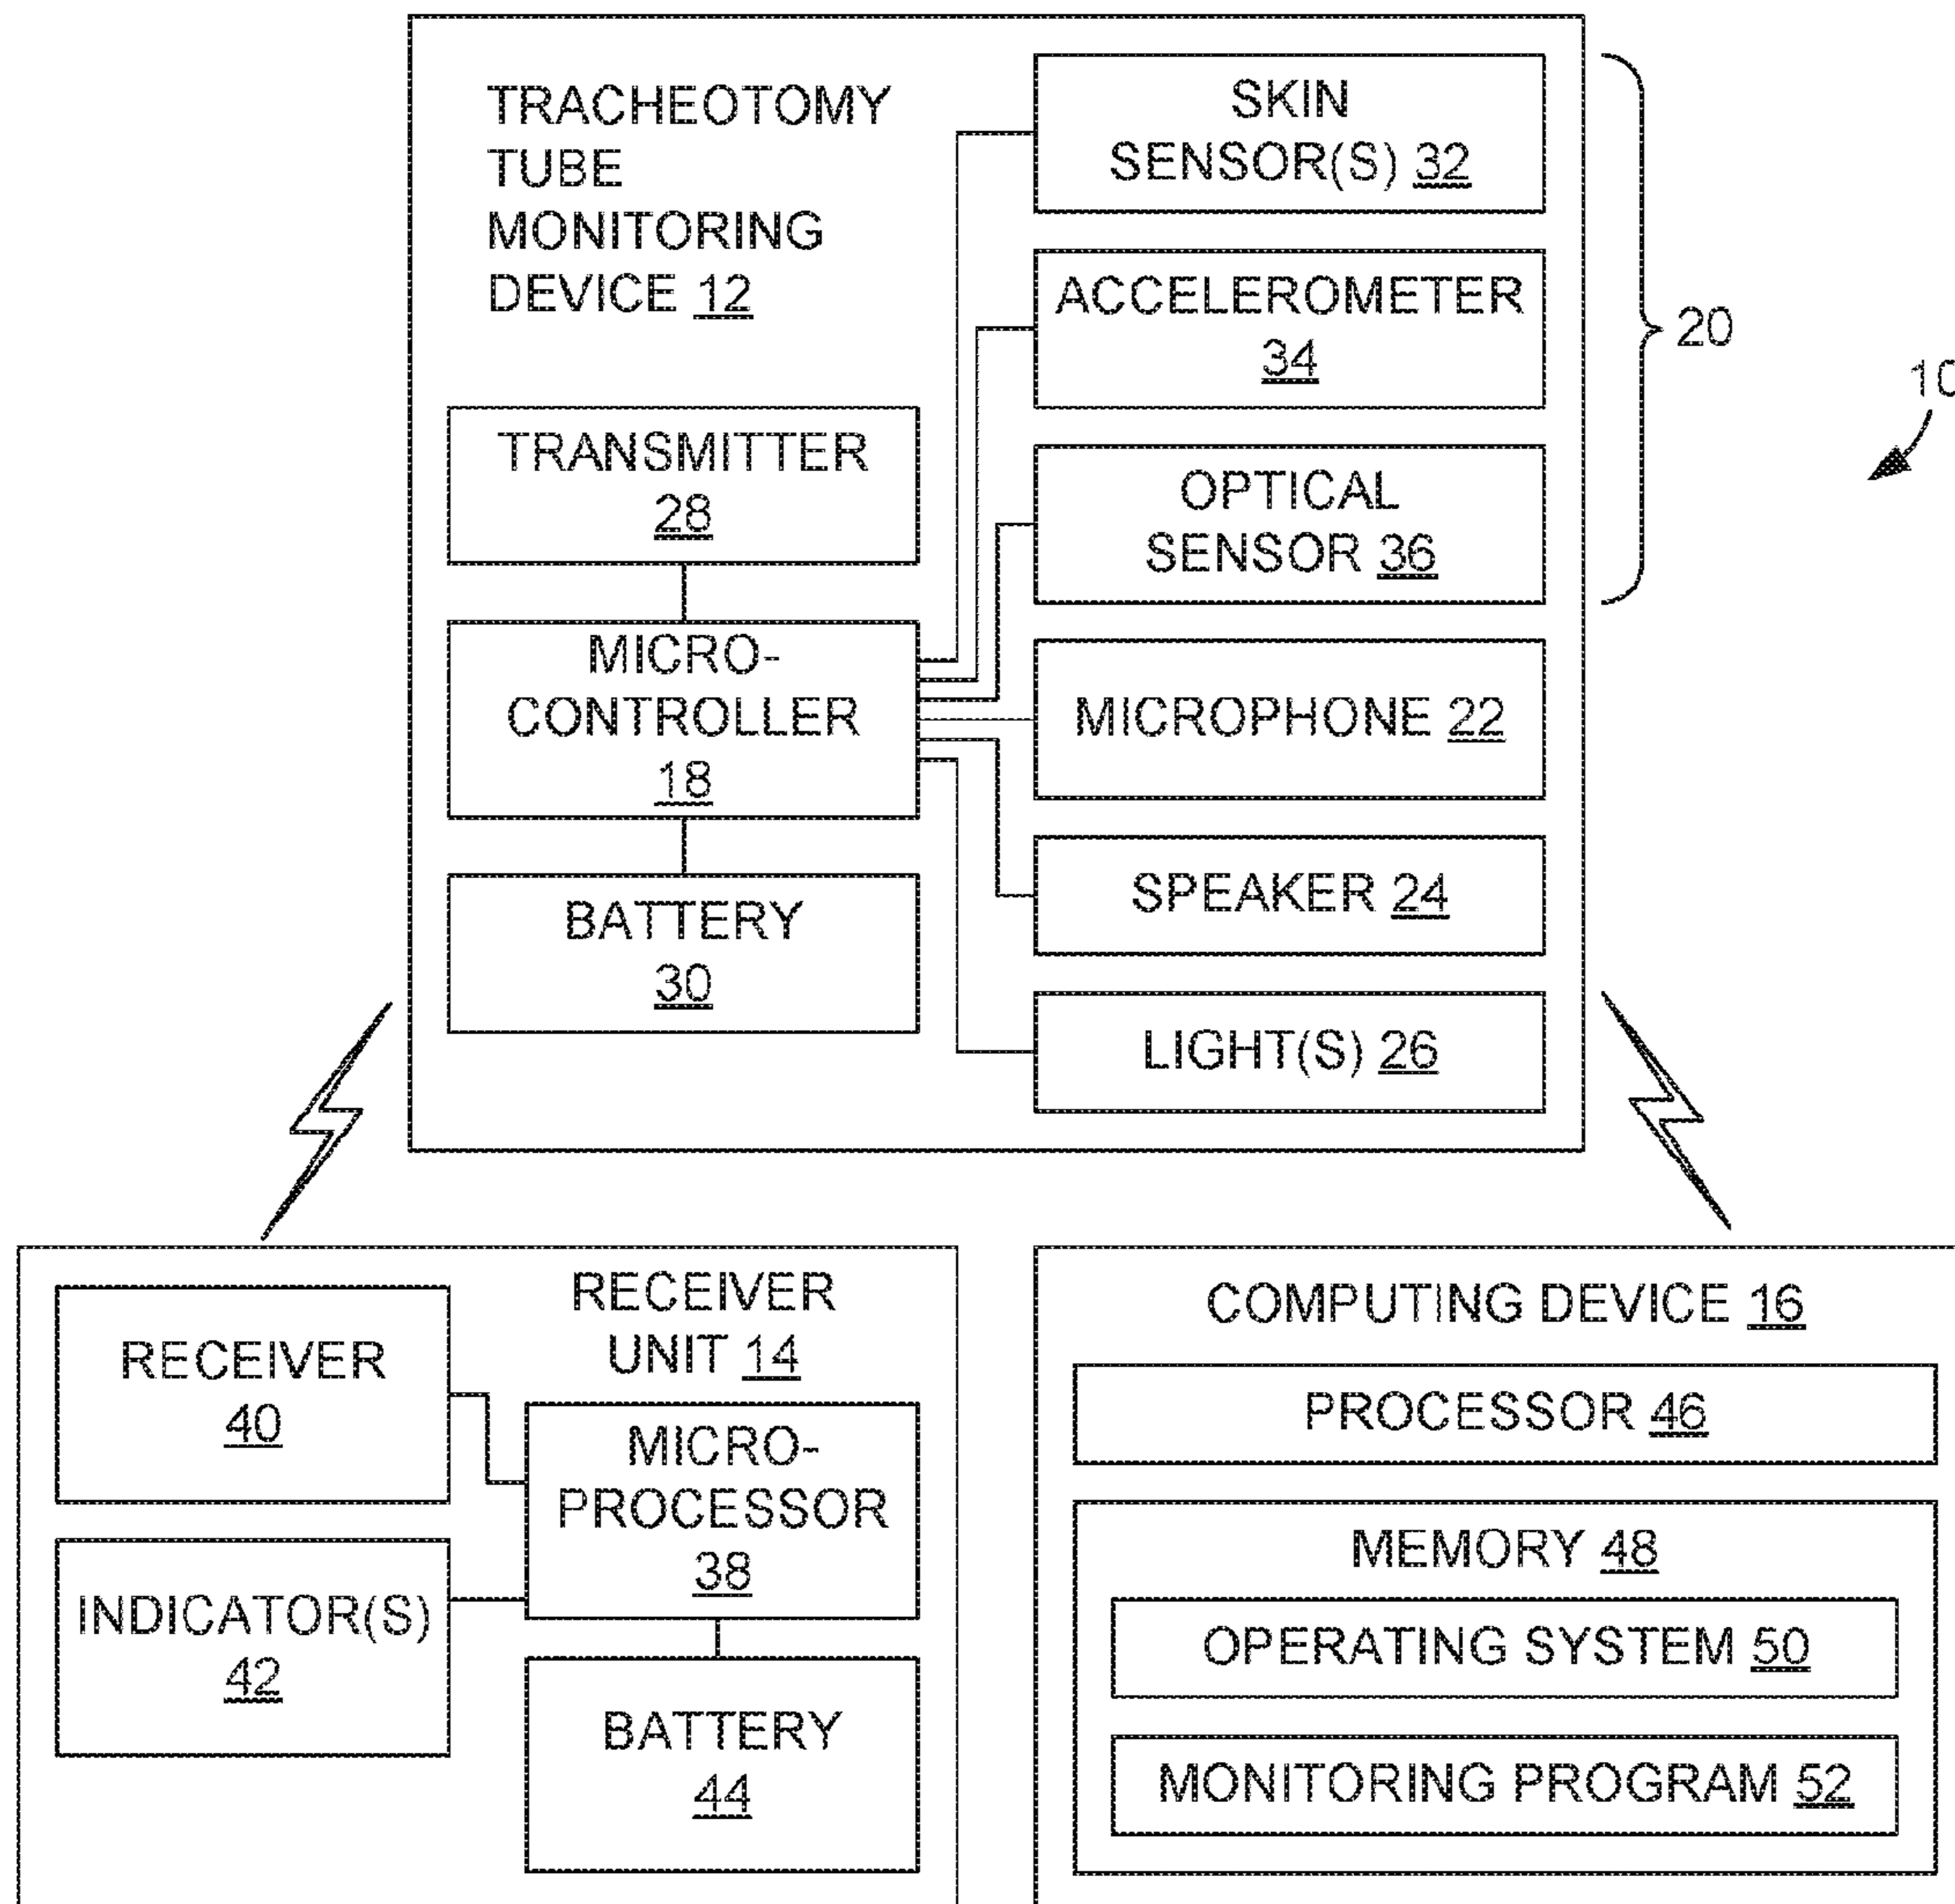 TRACHEOTOMY
TUBE
MONITORING
DEVICE 12
SKIN
SENSOR(S) 32
ACCELEROMETER
34
OPTICAL
SENSOR 36
20
10
TRANSMITTER
28
MICRO-
CONTROLLER
18
BATTERY
30
MICROPHONE 22
SPEAKER 24
LIGHT(S) 26
RECEIVER
UNIT 14
RECEIVER
40
MICRO-
PROCESSOR
38
INDICATOR(S)
42
BATTERY
44
COMPUTING DEVICE 16
PROCESSOR 46
MEMORY 48
OPERATING SYSTEM 50
MONITORING PROGRAM 52